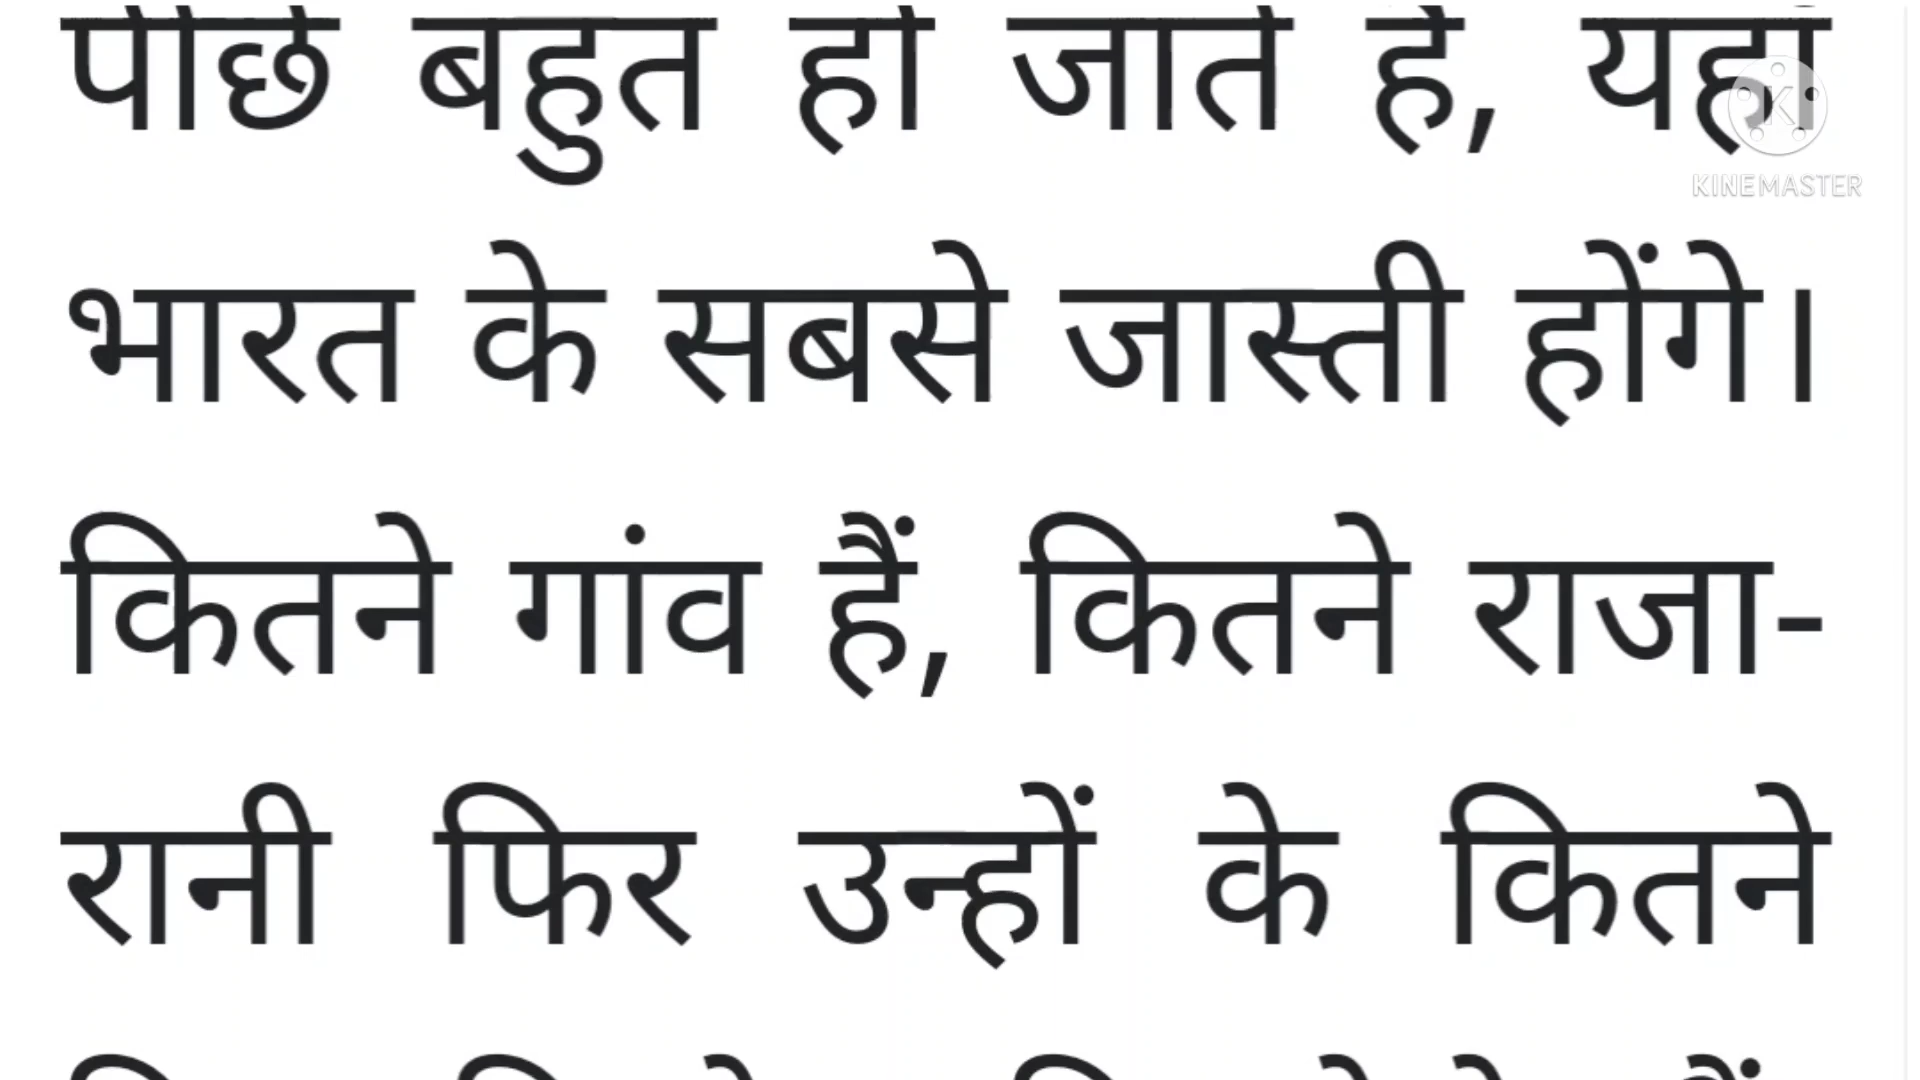 पीछे बहुत हो जाते हैं, यहाँ
KINEMASTER
भारत के सबसे जास्ती होंगे।
कितने गांव हैं, कितने राजा-
रानी फिर उन्हों के कितने